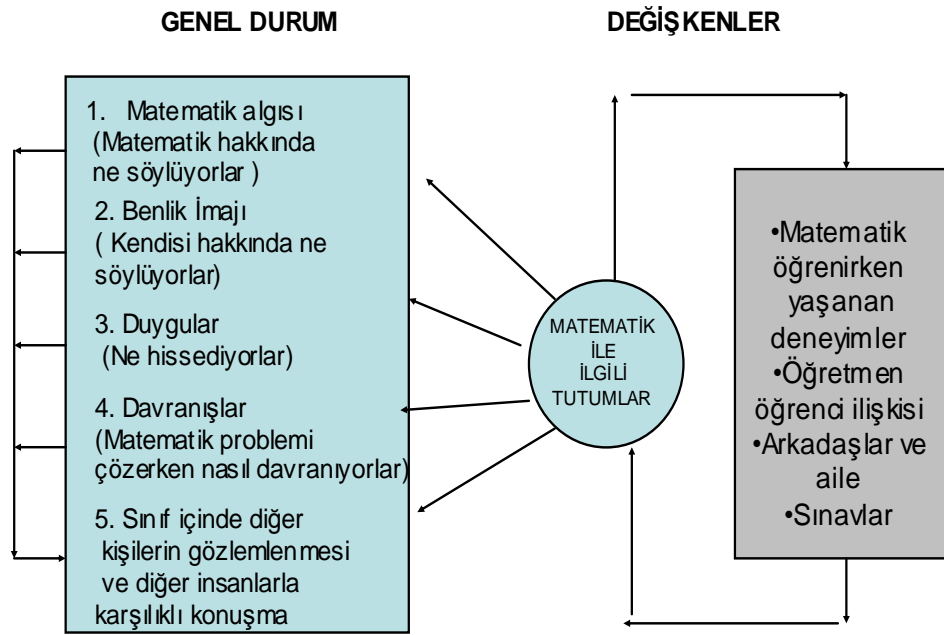 GENEL DURUM
DEĞİŞKENLER
1. Matematik algısı
(Matematik hakkında
ne söylüyorlar )
2. Benlik İmajı
( Kendisi hakkında ne
söylüyorlar)
3. Duygular
(Ne hissediyorlar)
4. Davranışlar
(Matematik problemi
çözerken nasıl davranıyorlar)
5. Sınıf içinde diğer
kişilerin gözlemlenmesi
ve diğer insanlarla
karşılıklı konuşma
MATEMATİK
İLE
İLGİLİ
TUTUMLAR
•Matematik
öğrenirken
yaşanan
deneyimler
•Öğretmen
öğrenci ilişkisi
•Arkadaşlar ve
aile
•Sınavlar